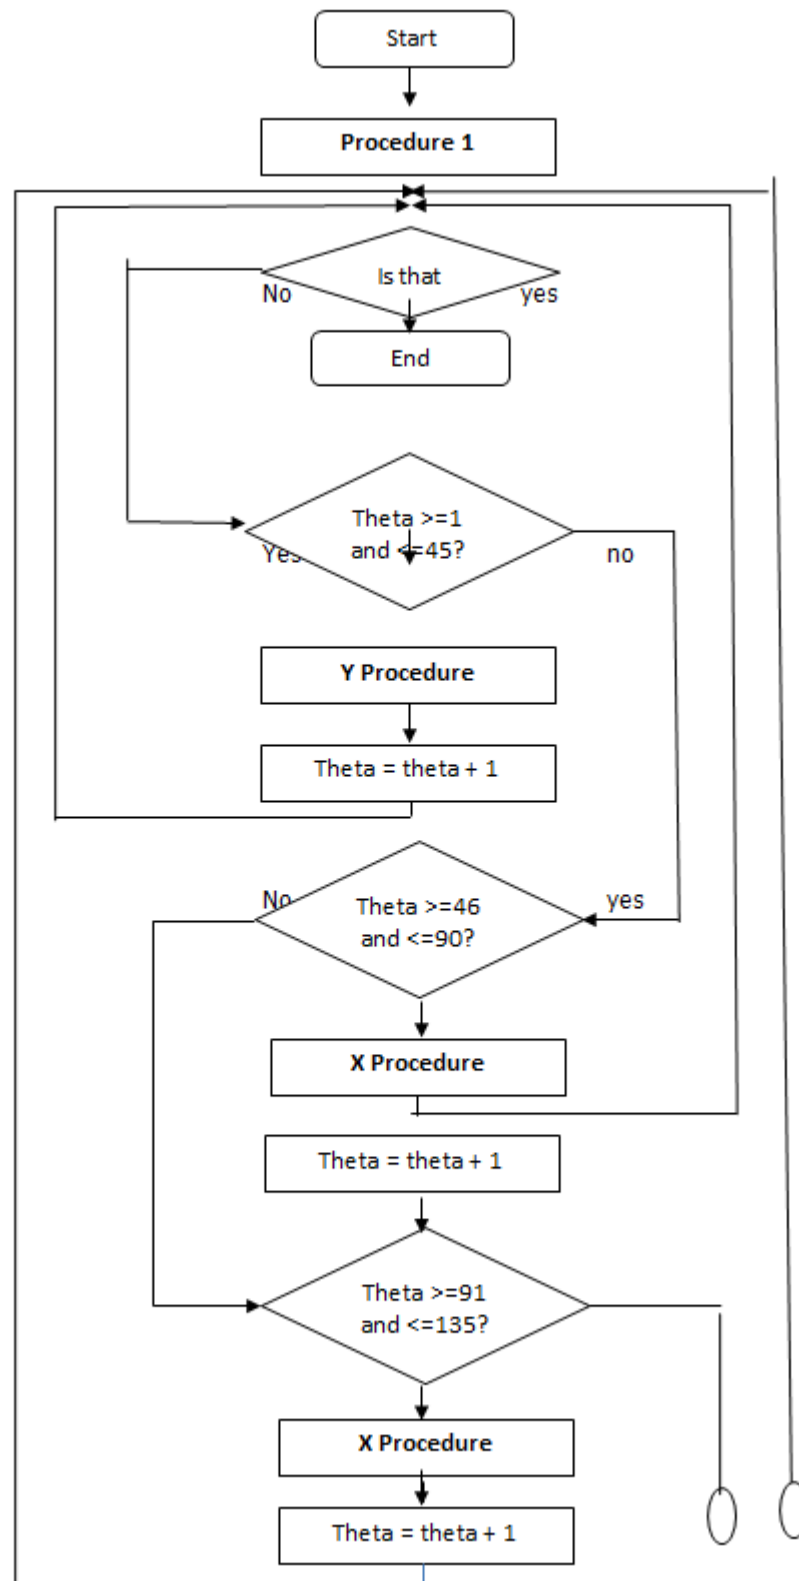 Start
Procedure 1
Is that
No
yes
End
Theta >=1
and <=45?
Yes
no
Y Procedure
Theta = theta + 1
No
Theta >=46
yes
and <=90?
X Procedure
Theta = theta + 1
Theta >=91
and <=135?
X Procedure
Theta = theta + 1